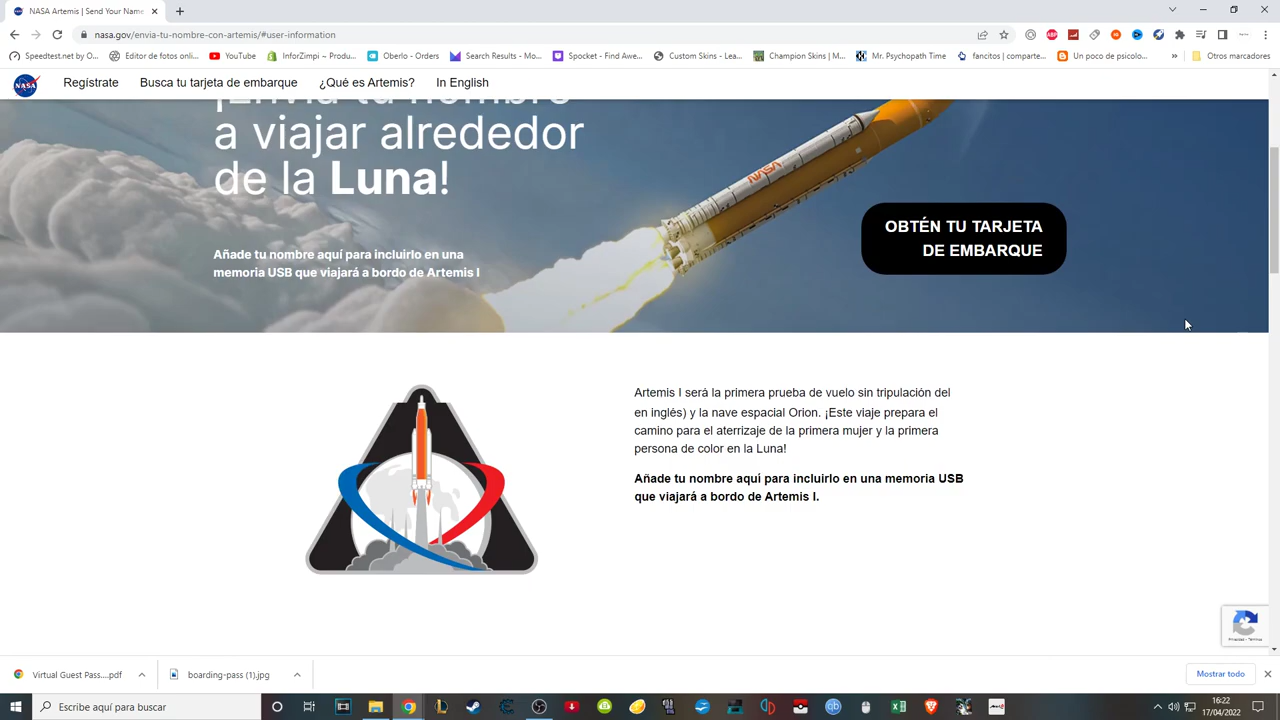 NASA Artemis | Send Your Name
nasa.gov/envia-tu-nombre-con-artemis/#user-information
Speedtest.net by O...
Editor de fotos onli...
YouTube
InforZimpi ~ Produ...
Oberlo - Orders
Search Results - Mo...
Spocket - Find Awe...
Custom Skins - Lea...
Champion Skins | M...
Mr. Psychopath Time
fancitos | comparte...
Un poco de psicolo...
»
Otros marcadores
NASA
Regístrate
Busca tu tarjeta de embarque
¿Qué es Artemis?
In English
¡Envía tu nombre
a viajar alrededor
de la Luna!
Añade tu nombre aquí para incluirlo en una
memoria USB que viajará a bordo de Artemis I
NASA
OBTÉN TU TARJETA
DE EMBARQUE
Artemis I será la primera prueba de vuelo sin tripulación del
en inglés) y la nave espacial Orion. ¡Este viaje prepara el
camino para el aterrizaje de la primera mujer y la primera
persona de color en la Luna!
Añade tu nombre aquí para incluirlo en una memoria USB
que viajará a bordo de Artemis I.
Privacidad - Términos
Virtual Guest Pass....pdf
boarding-pass (1).jpg
Mostrar todo
Escribe aquí para buscar
16:22
17/04/2022